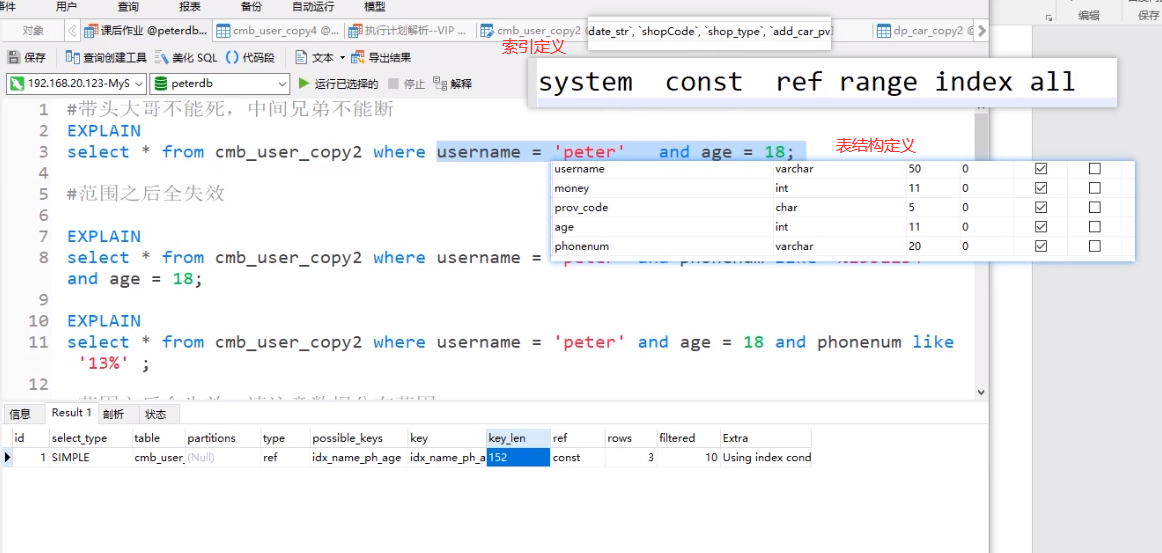 事件 用户 查询 报表 备份 自动运行 模型
编辑 保存
对象 课后作业 @peterdb... cmb_user_copy4 @... 执行计划解析--VIP ... cmb_user_copy2 dp_car_copy2 @
date_str`, `shopCode`, `shop_type`, `add_car_pv
索引定义
保存 查询创建工具 美化 SQL () 代码段 文本 导出结果
system const ref range index all
192.168.20.123-MyS peterdb 运行已选择的 停止 解释
1 #带头大哥不能死，中间兄弟不能断
2 EXPLAIN
3 select * from cmb_user_copy2 where username = 'peter' and age = 18;
表结构定义
username varchar 50 0
money int 11 0
prov_code char 5 0
age int 11 0
phonenum varchar 20 0
4
5 #范围之后全失效
6
7 EXPLAIN
8 select * from cmb_user_copy2 where username =
and age = 18;
9
10 EXPLAIN
11 select * from cmb_user_copy2 where username = 'peter' and age = 18 and phonenum like
'13%' ;
12
信息 Result 1 剖析 状态
id select_type table partitions type possible_keys key key_len ref rows filtered Extra
1 SIMPLE cmb_user_ (Null) ref idx_name_ph_age idx_name_ph_a 152 const 3 10 Using index cond